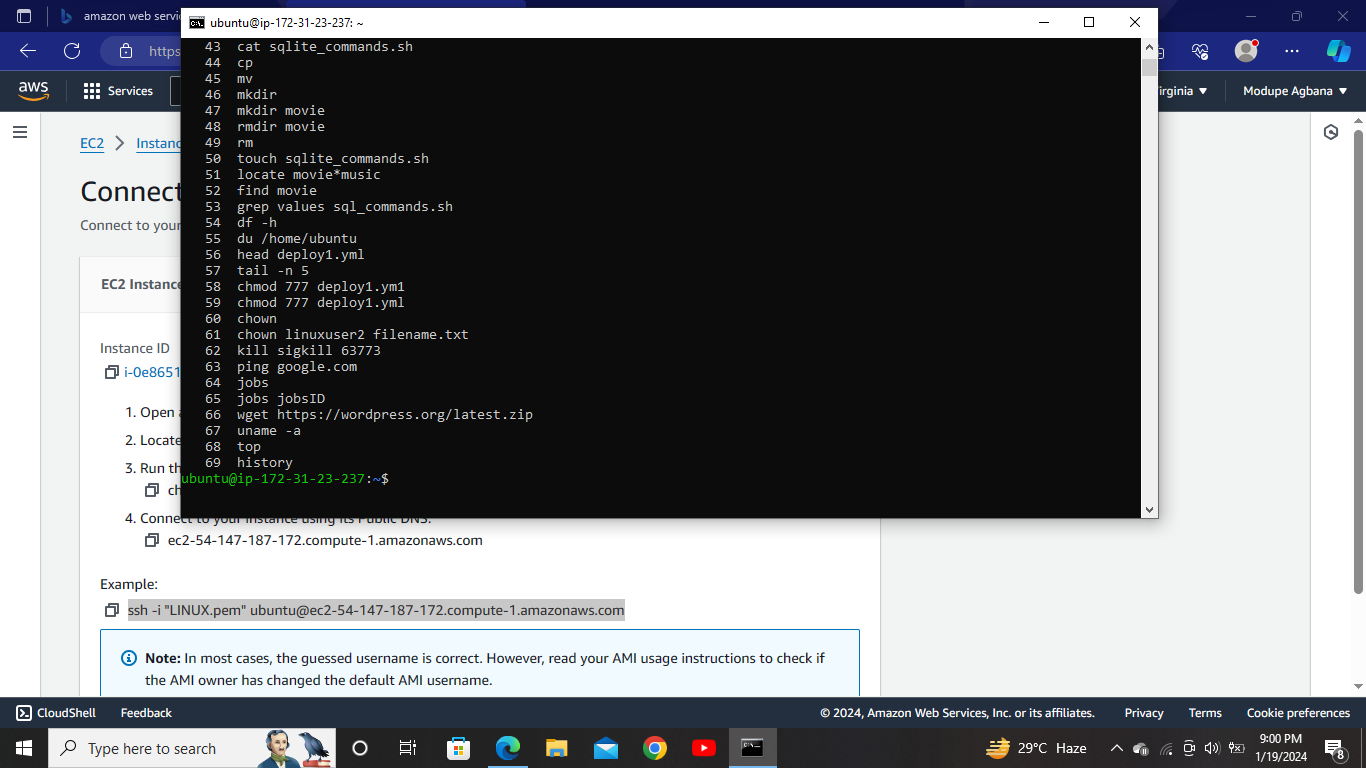 amazon web servi
ubuntu@ip-172-31-23-237: ~
https
aws
Services
irginia
Modupe Agbana
43 cat sqlite_commands.sh
44 cp
45 mv
46 mkdir
47 mkdir movie
48 rmdir movie
49 rm
50 touch sqlite_commands.sh
51 locate movie*music
52 find movie
53 grep values sql_commands.sh
54 df -h
55 du /home/ubuntu
56 head deploy1.yml
57 tail -n 5
58 chmod 777 deploy1.ym1
59 chmod 777 deploy1.yml
60 chown
61 chown linuxuser2 filename.txt
62 kill sigkill 63773
63 ping google.com
64 jobs
65 jobs jobsID
66 wget https://wordpress.org/latest.zip
67 uname -a
68 top
69 history
ubuntu@ip-172-31-23-237:~$
EC2 > Instanc
Connect
Connect to your
EC2 Instance
Instance ID
i-0e8651
1. Open a
2. Locate
3. Run th
ch
4. Connect to your instance using its Public DNS:
ec2-54-147-187-172.compute-1.amazonaws.com
Example:
ssh -i "LINUX.pem" ubuntu@ec2-54-147-187-172.compute-1.amazonaws.com
Note: In most cases, the guessed username is correct. However, read your AMI usage instructions to check if
the AMI owner has changed the default AMI username.
CloudShell Feedback © 2024, Amazon Web Services, Inc. or its affiliates. Privacy Terms Cookie preferences
Type here to search
29°C Haze
9:00 PM
1/19/2024
8